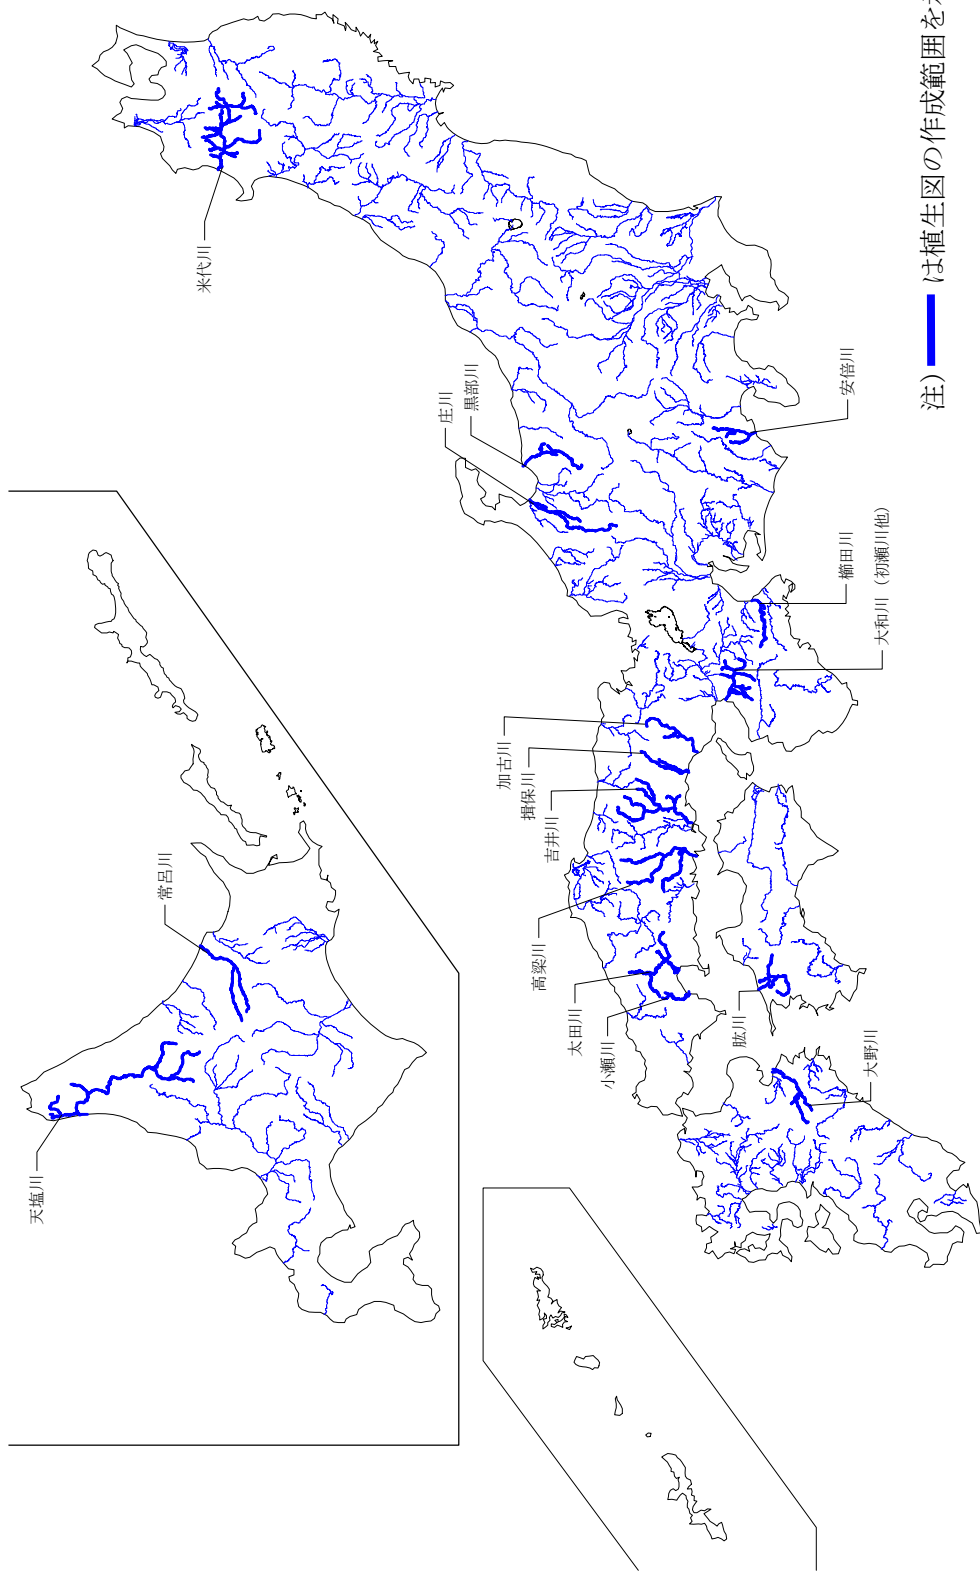 天塩川
常呂川
米代川
庄川
黒部川
安倍川
櫛田川
大和川（初瀬川他）
加古川
揖保川
吉井川
高梁川
太田川
小瀬川
肱川
大野川
注） は植生図の作成範囲を